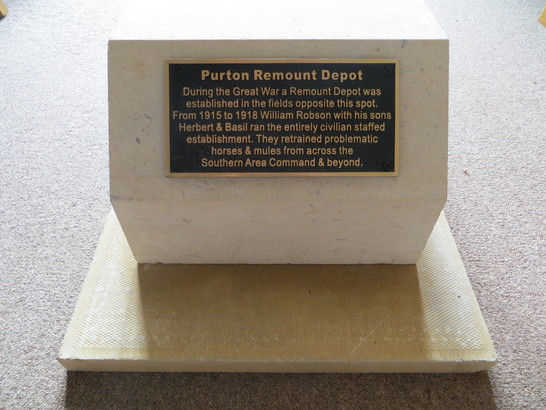 Purton Remount Depot
During the Great War a Remount Depot was
established in the fields opposite this spot.
From 1915 to 1918 William Robson with his sons
Herbert & Basil ran the entirely civilian staffed
establishment. They retrained problematic
horses & mules from across the
Southern Area Command & beyond.